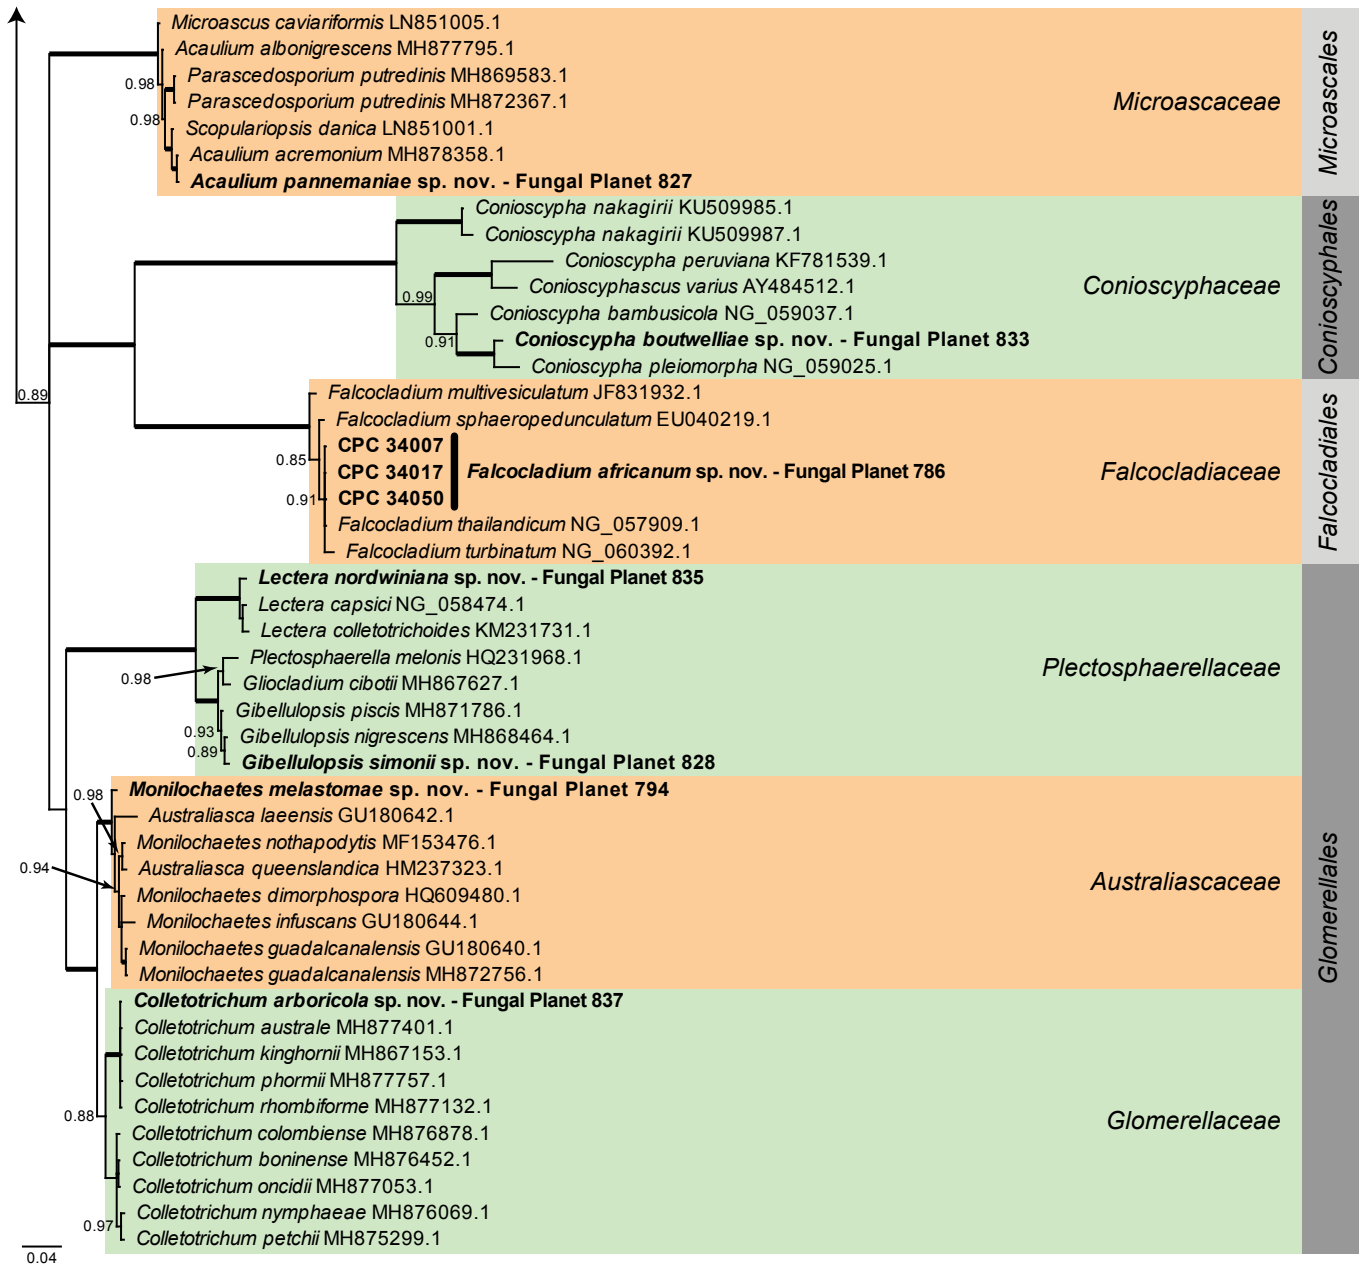 Microascus caviariformis LN851005.1
Acaulium albonigrescens MH877795.1
0.98
Parascedosporium putredinis MH869583.1
Parascedosporium putredinis MH872367.1
0.98
Scopulariopsis danica LN851001.1
Acaulium acremonium MH878358.1
Acaulium pannemaniae sp. nov. - Fungal Planet 827
Microascaceae
Microascales
Conioscypha nakagirii KU509985.1
Conioscypha nakagirii KU509987.1
Conioscypha peruviana KF781539.1
Conioscyphascus varius AY484512.1
0.99
Conioscypha bambusicola NG_059037.1
0.91
Conioscypha boutwelliae sp. nov. - Fungal Planet 833
Conioscypha pleiomorpha NG_059025.1
Conioscyphaceae
Conioscyphales
0.89
Falcocladium multivesiculatum JF831932.1
Falcocladium sphaeropedunculatum EU040219.1
0.85
CPC 34007
CPC 34017
CPC 34050
Falcocladium africanum sp. nov. - Fungal Planet 786
0.91
Falcocladium thailandicum NG_057909.1
Falcocladium turbinatum NG_060392.1
Falcocladiaceae
Falcocladiales
Lectera nordwiniana sp. nov. - Fungal Planet 835
Lectera capsici NG_058474.1
Lectera colletotrichoides KM231731.1
Plectosphaerella melonis HQ231968.1
0.98
Gliocladium cibotii MH867627.1
Gibellulopsis piscis MH871786.1
0.93
Gibellulopsis nigrescens MH868464.1
0.89
Gibellulopsis simonii sp. nov. - Fungal Planet 828
Plectosphaerellaceae
Monilochaetes melastomae sp. nov. - Fungal Planet 794
0.98
Australiasca laeensis GU180642.1
Monilochaetes nothapodytis MF153476.1
0.94
Australiasca queenslandica HM237323.1
Monilochaetes dimorphospora HQ609480.1
Monilochaetes infuscans GU180644.1
Monilochaetes guadalcanalensis GU180640.1
Monilochaetes guadalcanalensis MH872756.1
Australiascaceae
Glomerellales
Colletotrichum arboricola sp. nov. - Fungal Planet 837
Colletotrichum australe MH877401.1
Colletotrichum kinghornii MH867153.1
Colletotrichum phormii MH877757.1
Colletotrichum rhombiforme MH877132.1
0.88
Colletotrichum colombiense MH876878.1
Colletotrichum boninense MH876452.1
Colletotrichum oncidii MH877053.1
Colletotrichum nymphaeae MH876069.1
0.97
Colletotrichum petchii MH875299.1
Glomerellaceae
0.04